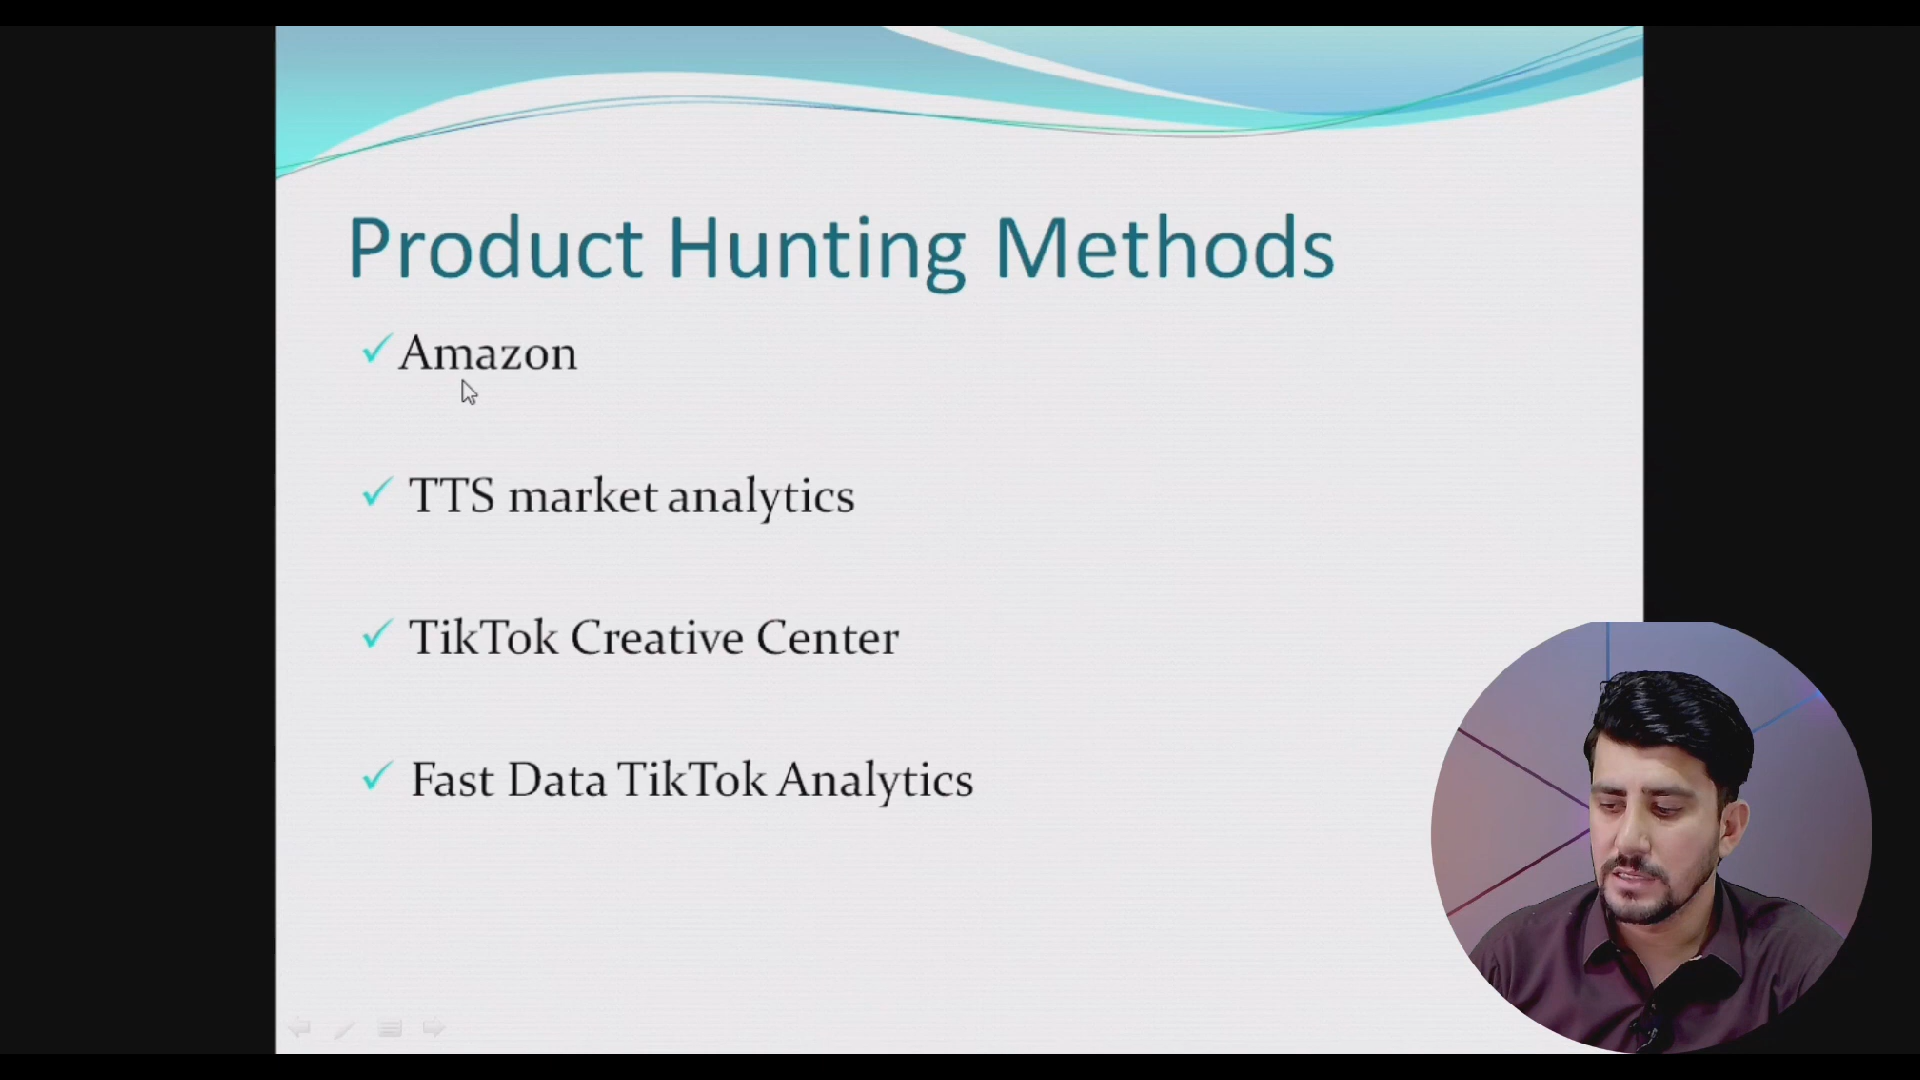 Product Hunting Methods
Amazon
TTS market analytics
TikTok Creative Center
Fast Data TikTok Analytics